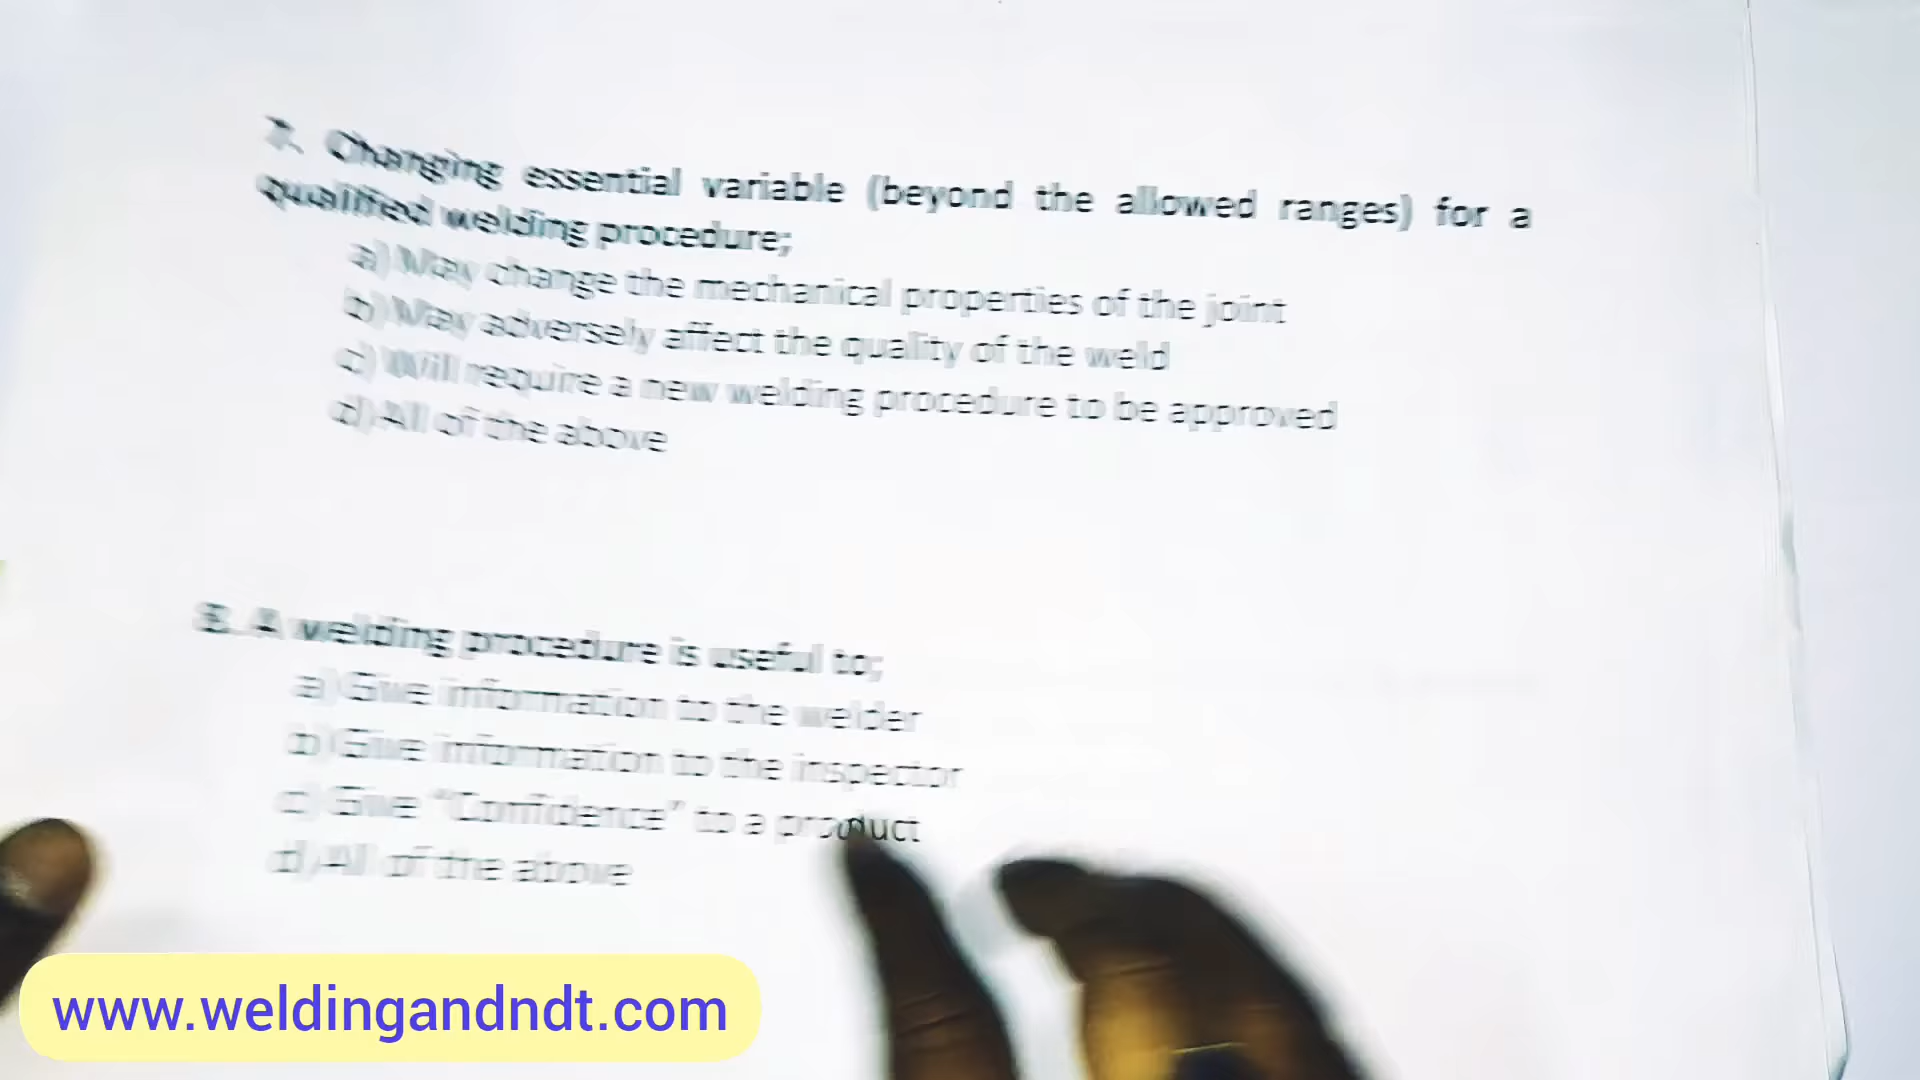 7. Changing essential variable (beyond the allowed ranges) for a
qualified welding procedure;
a) May change the mechanical properties of the joint
b) May adversely affect the quality of the weld
c) Will require a new welding procedure to be approved
d) All of the above
8. A welding procedure is useful to;
a) Give information to the welder
b) Give information to the inspector
c) Give "Confidence" to a product
d) All of the above
www.weldingandndt.com